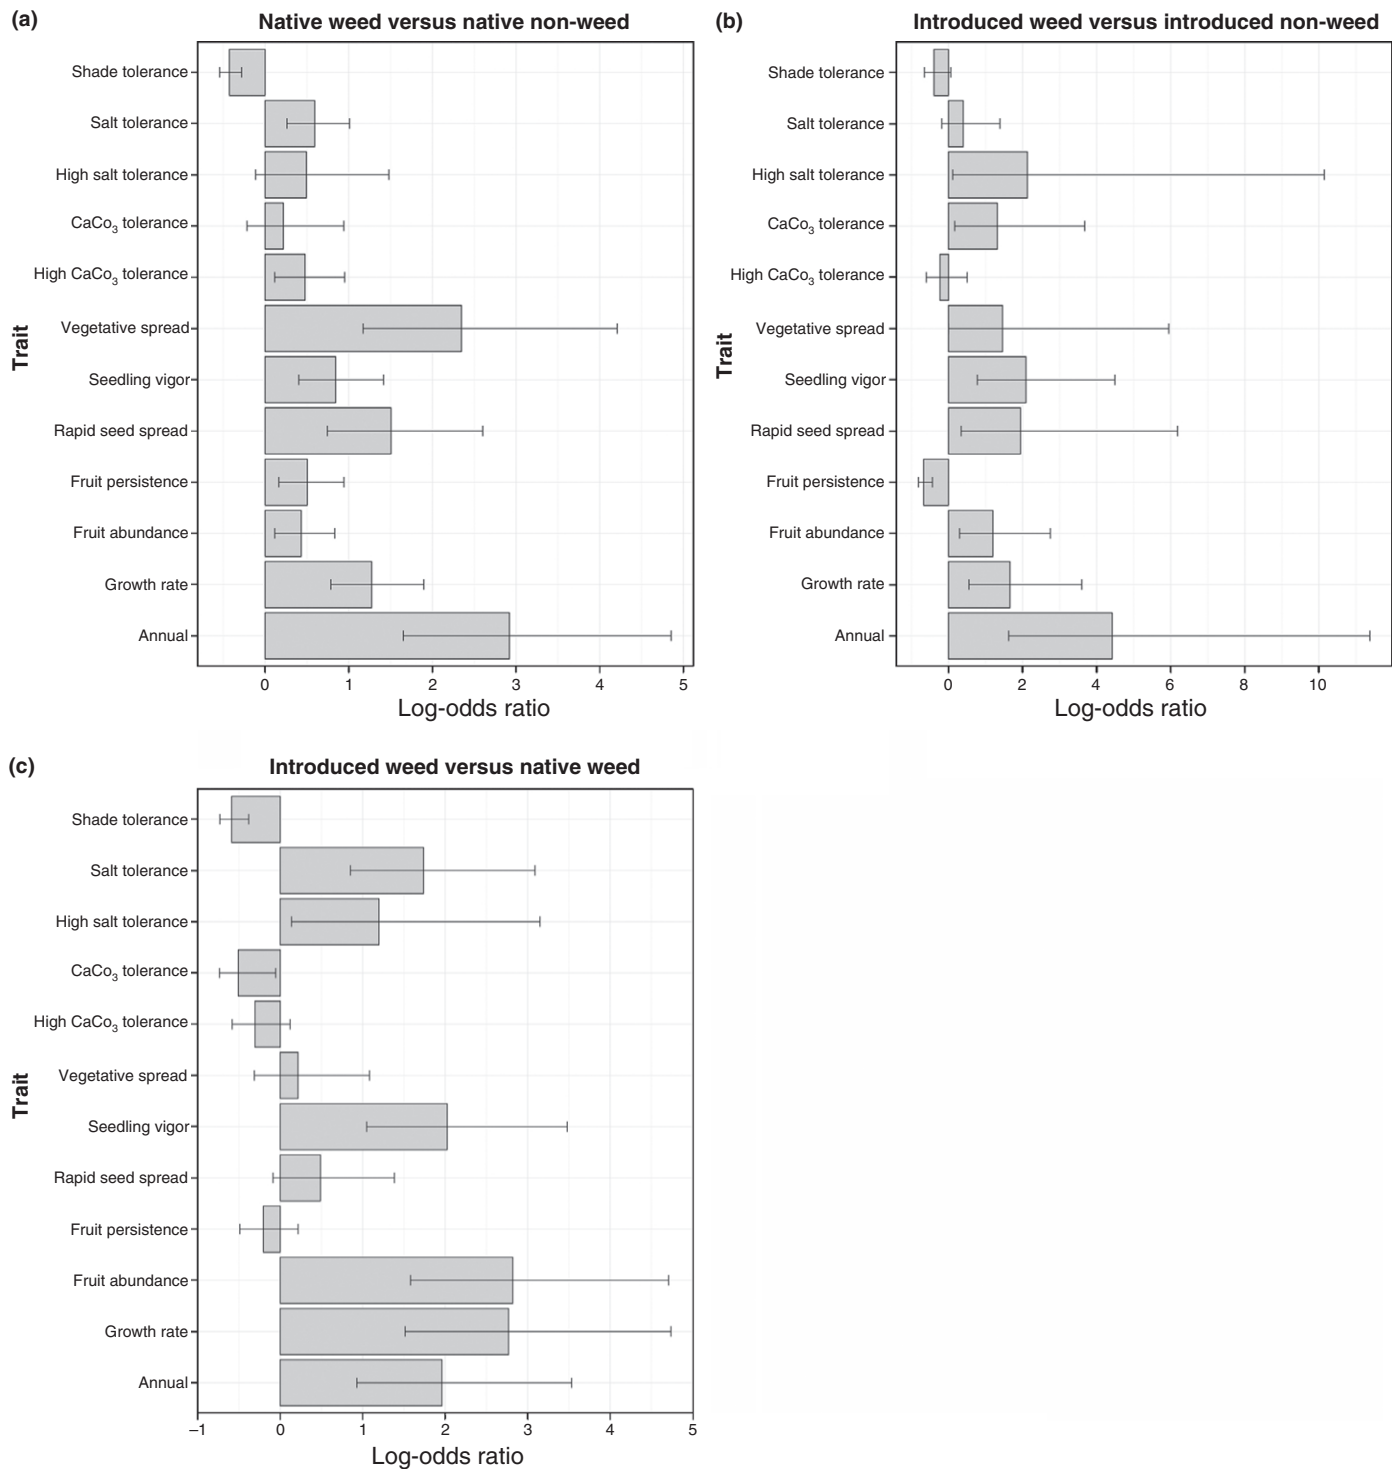 (a)
Native weed versus native non-weed
Trait
Shade tolerance
Salt tolerance
High salt tolerance
CaCo3 tolerance
High CaCo3 tolerance
Vegetative spread
Seedling vigor
Rapid seed spread
Fruit persistence
Fruit abundance
Growth rate
Annual
0 1 2 3 4 5
Log-odds ratio
(b)
Introduced weed versus introduced non-weed
Trait
Shade tolerance
Salt tolerance
High salt tolerance
CaCo3 tolerance
High CaCo3 tolerance
Vegetative spread
Seedling vigor
Rapid seed spread
Fruit persistence
Fruit abundance
Growth rate
Annual
0 2 4 6 8 10
Log-odds ratio
(c)
Introduced weed versus native weed
Trait
Shade tolerance
Salt tolerance
High salt tolerance
CaCo3 tolerance
High CaCo3 tolerance
Vegetative spread
Seedling vigor
Rapid seed spread
Fruit persistence
Fruit abundance
Growth rate
Annual
–1 0 1 2 3 4 5
Log-odds ratio